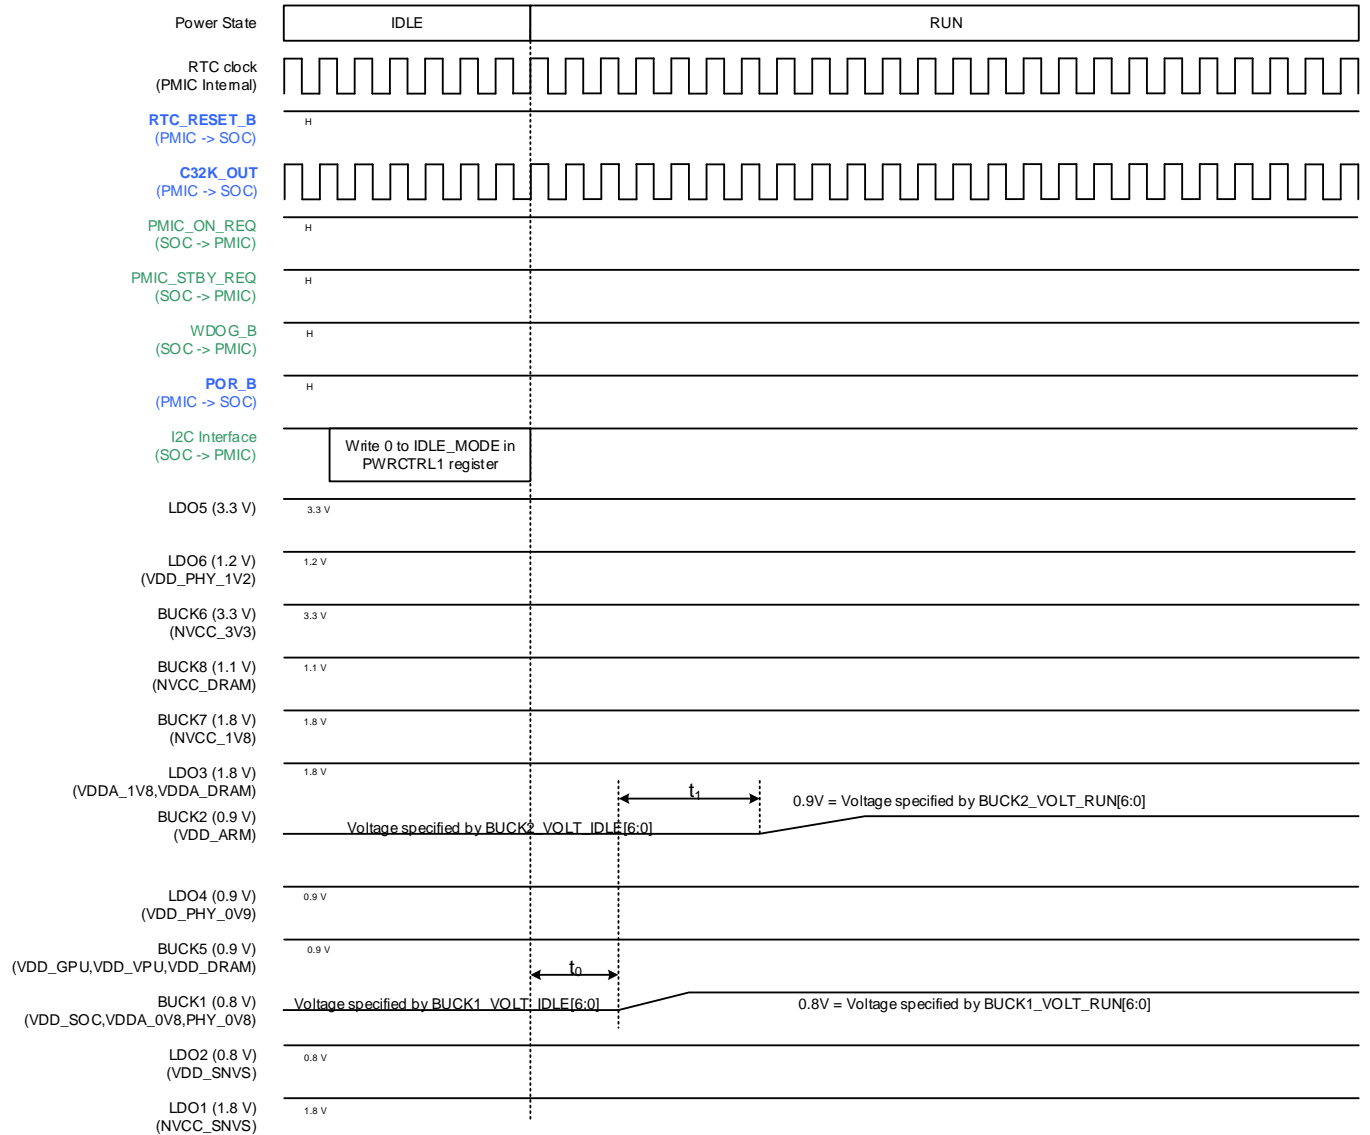 Power State
IDLE
RUN
RTC clock
(PMIC Internal)
RTC_RESET_B
(PMIC -> SOC)
H
C32K_OUT
(PMIC -> SOC)
PMIC_ON_REQ
(SOC -> PMIC)
H
PMIC_STBY_REQ
(SOC -> PMIC)
H
WDOG_B
(SOC -> PMIC)
H
POR_B
(PMIC -> SOC)
H
I2C Interface
(SOC -> PMIC)
Write 0 to IDLE_MODE in
PWRCTRL1 register
LDO5 (3.3 V)
3.3 V
LDO6 (1.2 V)
(VDD_PHY_1V2)
1.2 V
BUCK6 (3.3 V)
(NVCC_3V3)
3.3 V
BUCK8 (1.1 V)
(NVCC_DRAM)
1.1 V
BUCK7 (1.8 V)
(NVCC_1V8)
1.8 V
LDO3 (1.8 V)
(VDDA_1V8,VDDA_DRAM)
1.8 V
t1
BUCK2 (0.9 V)
(VDD_ARM)
Voltage specified by BUCK2_VOLT_IDLE[6:0]
0.9V = Voltage specified by BUCK2_VOLT_RUN[6:0]
LDO4 (0.9 V)
(VDD_PHY_0V9)
0.9 V
BUCK5 (0.9 V)
(VDD_GPU,VDD_VPU,VDD_DRAM)
0.9 V
t0
BUCK1 (0.8 V)
(VDD_SOC,VDDA_0V8,PHY_0V8)
Voltage specified by BUCK1_VOLT_IDLE[6:0]
0.8V = Voltage specified by BUCK1_VOLT_RUN[6:0]
LDO2 (0.8 V)
(VDD_SNVS)
0.8 V
LDO1 (1.8 V)
(NVCC_SNVS)
1.8 V